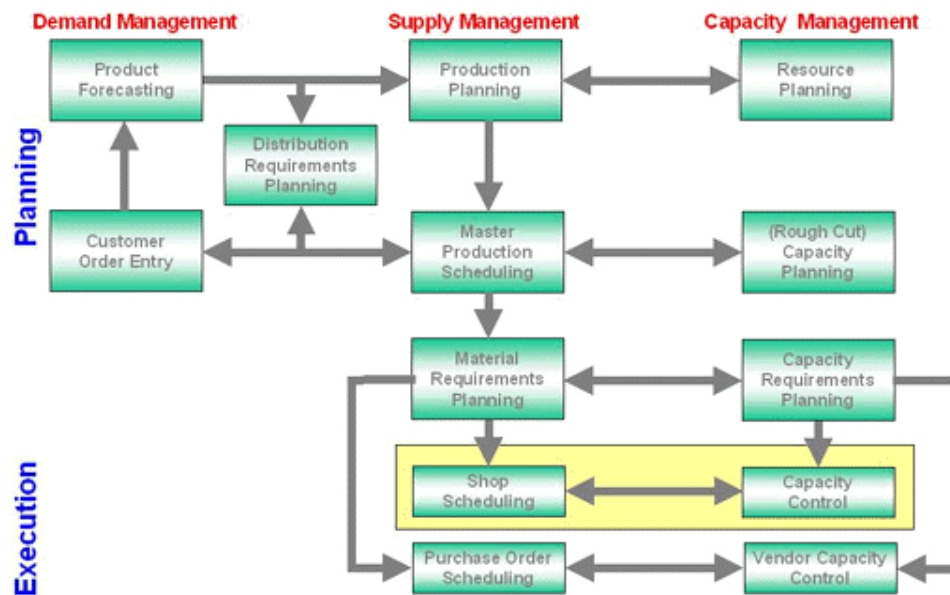 Demand Management
Supply Management
Capacity Management
Product
Forecasting
Production
Planning
Resource
Planning
Distribution
Requirements
Planning
Planning
Customer
Order Entry
Master
Production
Scheduling
(Rough Cut)
Capacity
Planning
Material
Requirements
Planning
Capacity
Requirements
Planning
Execution
Shop
Scheduling
Capacity
Control
Purchase Order
Scheduling
Vendor Capacity
Control